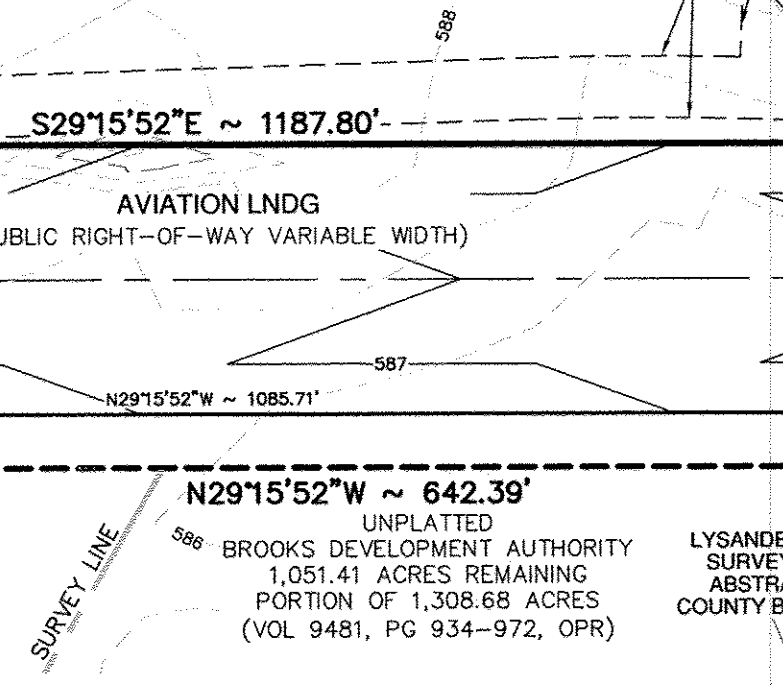 588
S29°15'52"E ~ 1187.80'
AVIATION LNDG
UBLIC RIGHT-OF-WAY VARIABLE WIDTH)
587
N29°15'52"W ~ 1085.71'
N29°15'52"W ~ 642.39'
SURVEY LINE
586
UNPLATTED
BROOKS DEVELOPMENT AUTHORITY
1,051.41 ACRES REMAINING
PORTION OF 1,308.68 ACRES
(VOL 9481, PG 934-972, OPR)
LYSANDE
SURVEY
ABSTRA
COUNTY B